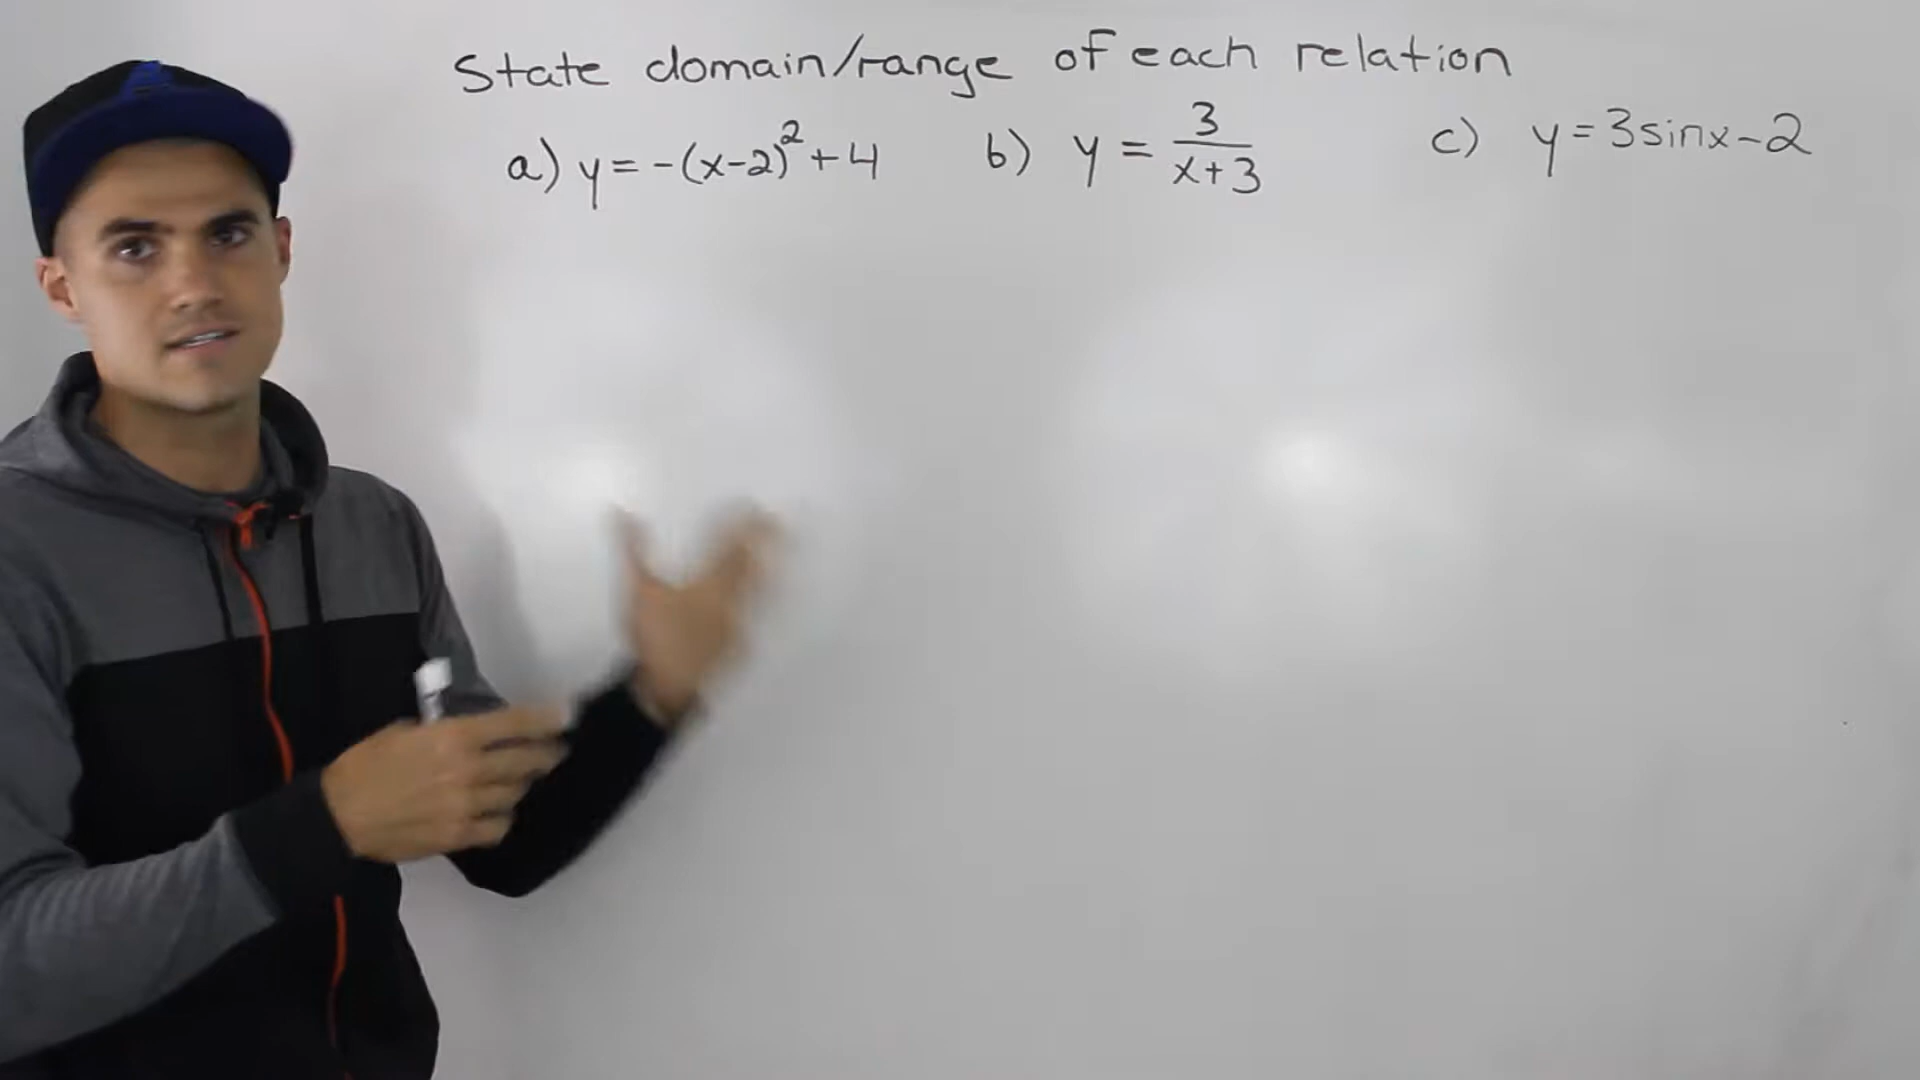 State domain/range of each relation
a) y = -(x-2)² + 4 b) y = 3/(x+3) c) y = 3sinx - 2